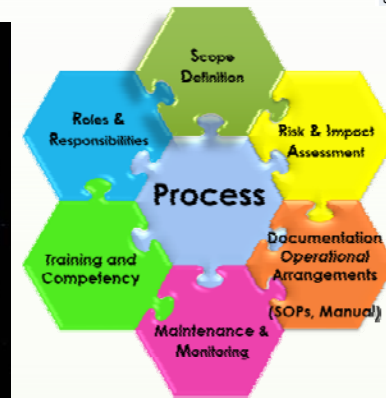 Scope
Definition
Roles &
Responsibilities
Risk & Impact
Assessment
Process
Training and
Competency
Documentation
Operational
Arrangements
(SOPs, Manual)
Maintenance &
Monitoring